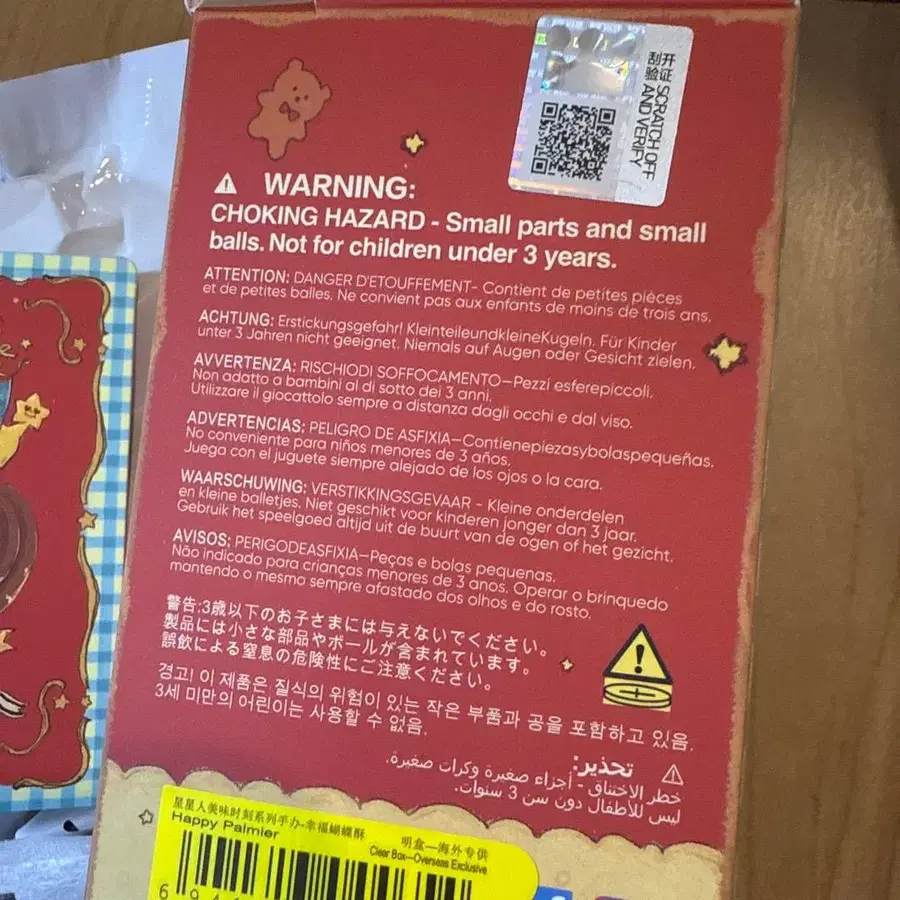 刮开
验证
SCRATCH OFF
AND VERIFY
WARNING:
CHOKING HAZARD - Small parts and small
balls. Not for children under 3 years.
ATTENTION: DANGER D'ETOUFFEMENT- Contient de petites pièces
et de petites balles. Ne convient pas aux enfants de moins de trois ans.
ACHTUNG: Erstickungsgefahr! KleinteileundkleineKugeln. Für Kinder
unter 3 Jahren nicht geeignet. Niemals auf Augen oder Gesicht zielen.
AVVERTENZA: RISCHIODI SOFFOCAMENTO—Pezzi esferepiccoli.
Non adatto a bambini al di sotto dei 3 anni.
Utilizzare il giocattolo sempre a distanza dagli occhi e dal viso.
ADVERTENCIAS: PELIGRO DE ASFIXIA—Contienepiezasybolaspequeñas.
No conveniente para niños menores de 3 años.
Juega con el juguete siempre alejado de los ojos o la cara.
WAARSCHUWING: VERSTIKKINGSGEVAAR - Kleine onderdelen
en kleine balletjes. Niet geschikt voor kinderen jonger dan 3 jaar.
Gebruik het speelgoed altijd uit de buurt van de ogen of het gezicht.
AVISOS: PERIGODEASFIXIA—Peças e bolas pequenas.
Não indicado para crianças menores de 3 anos. Operar o brinquedo
mantendo o mesmo sempre afastado dos olhos e do rosto.
警告:3歳以下のお子さまには与えないでください。
製品には小さな部品やボールが含まれています。
誤飲による窒息の危険性にご注意ください。
경고! 이 제품은 질식의 위험이 있는 작은 부품과 공을 포함하고 있음.
3세 미만의 어린이는 사용할 수 없음.
تحذير:
خطر الاختناق - أجزاء صغيرة وكرات صغيرة.
ليس للأطفال دون سن 3 سنوات.
星星人美味时刻系列手办-幸福蝴蝶酥
明盒—海外专供
Happy Palmier
Clear Box—Overseas Exclusive